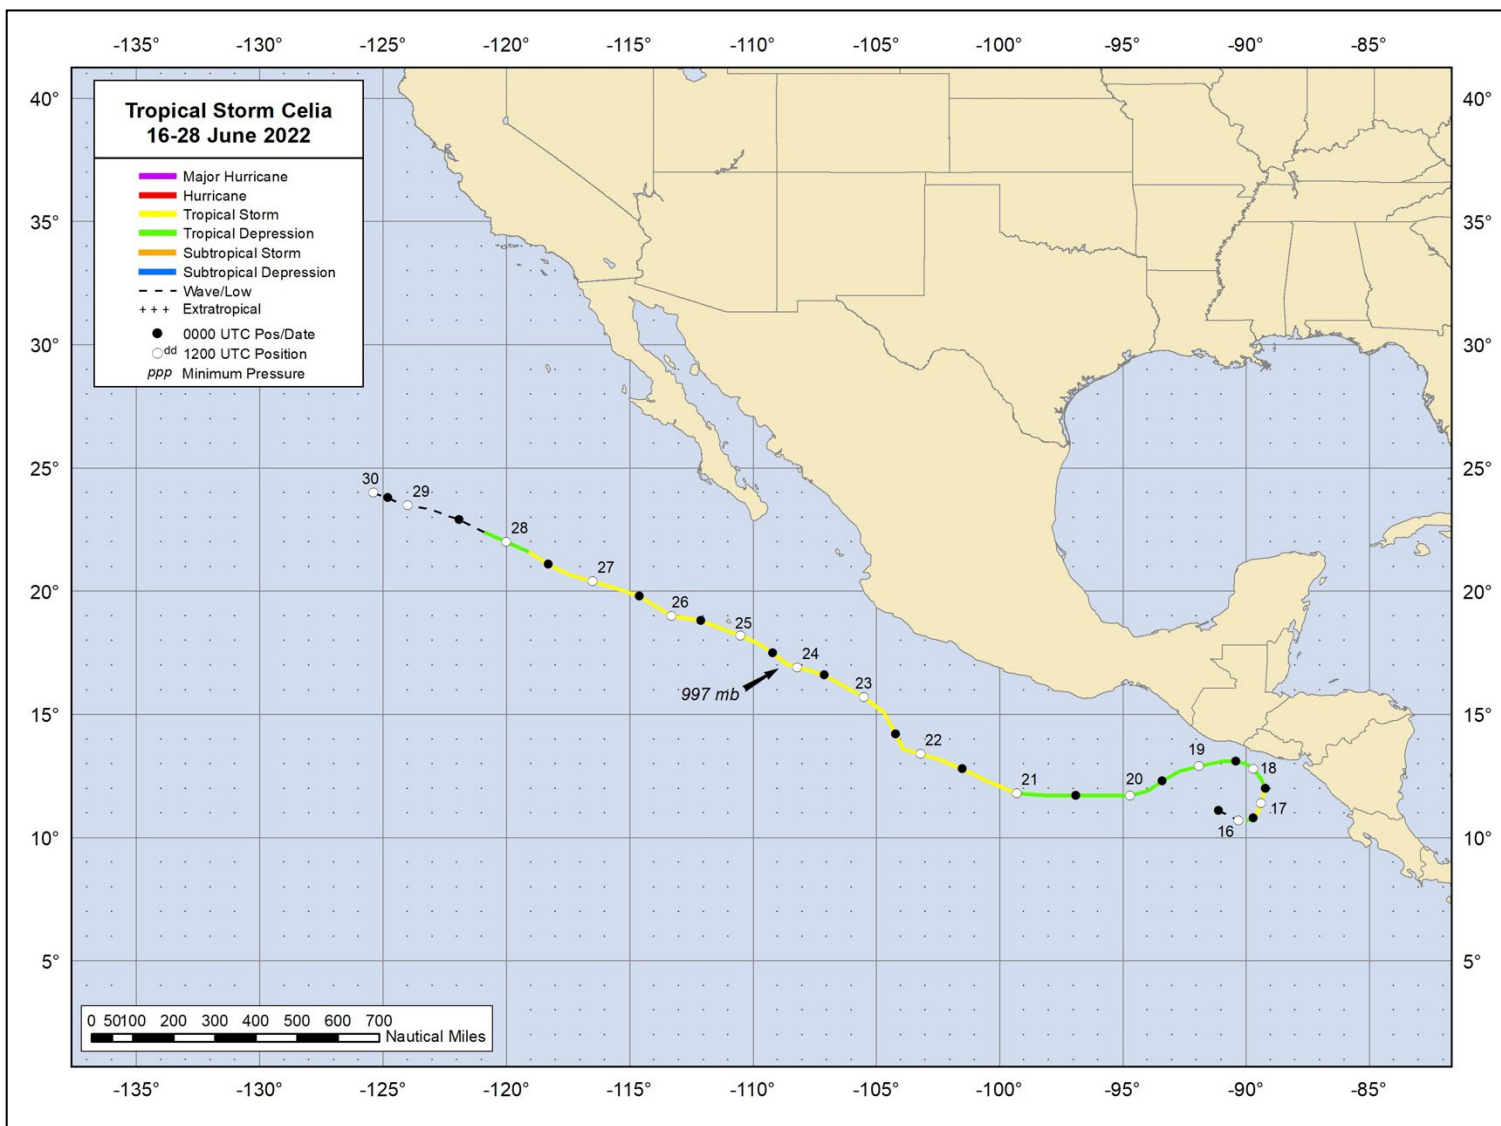 -135° -130° -125° -120° -115° -110° -105° -100° -95° -90° -85°
40° 40°
Tropical Storm Celia
16-28 June 2022
Major Hurricane
Hurricane
Tropical Storm
Tropical Depression
Subtropical Storm
Subtropical Depression
Wave/Low
+++ Extratropical
0000 UTC Pos/Date
dd 1200 UTC Position
ppp Minimum Pressure
35° 35°
30° 30°
25° 25°
30
29
28
27
20° 20°
26
25
24
997 mb
23
15° 15°
22
19
18
21
20
17
16
10° 10°
5° 5°
0 50 100 200 300 400 500 600 700
Nautical Miles
-135° -130° -125° -120° -115° -110° -105° -100° -95° -90° -85°